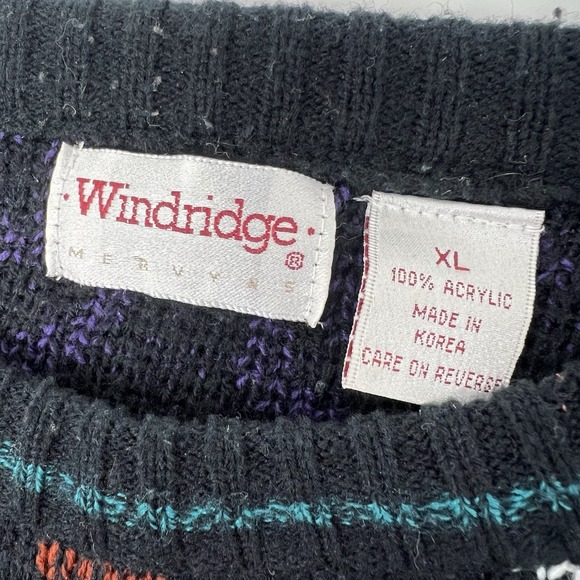 ·Windridge·®
MERVYNS
XL
100% ACRYLIC
MADE IN
KOREA
CARE ON REVERSE